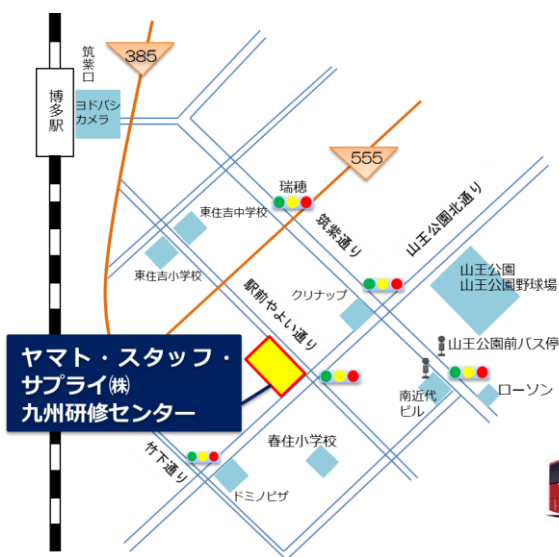 385
筑紫口
博多駅
ヨドバシ
カメラ
555
瑞穂
東住吉中学校
筑紫通り
山王公園北通り
東住吉小学校
山王公園
山王公園野球場
クリナップ
駅前やよい通り
山王公園前バス停
ヤマト・スタッフ・
サプライ㈱
九州研修センター
南近代
ビル
ローソン
竹下通り
春住小学校
ドミノピザ